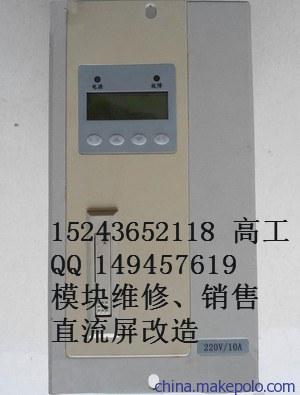 电源 故障
15243652118 高工
QQ 149457619
模块维修、销售
直流屏改造
220V/10A
china.makepolo.com